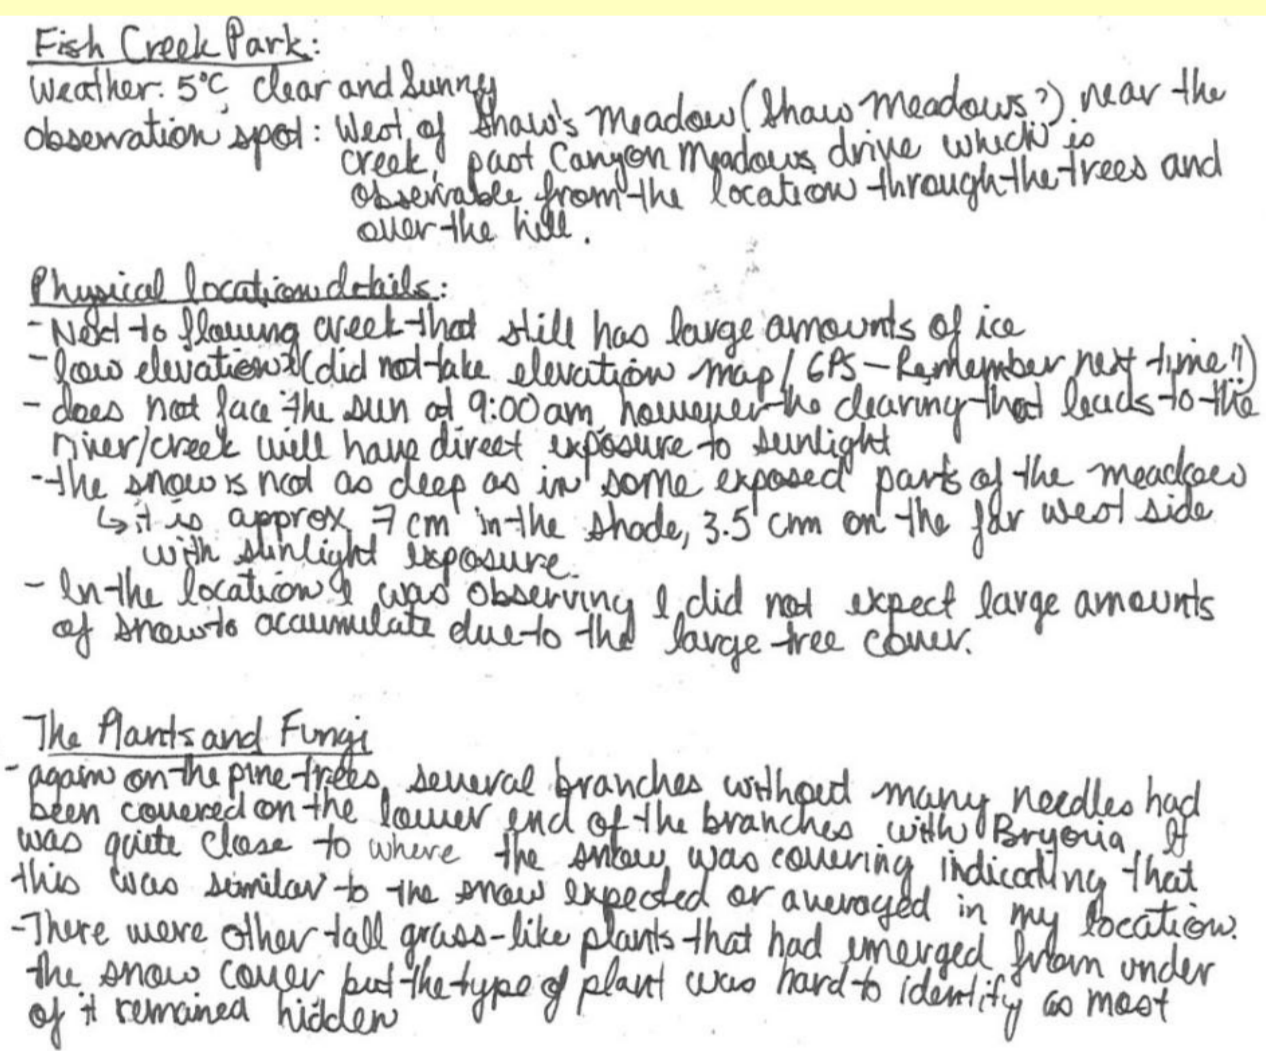 Fish Creek Park:
Weather: 5°C, clear and Sunny
observation spot: West of Shaw's Meadow (Shaw Meadows?) near the
creek, past Canyon Meadows drive which is
observable from the location through the trees and
over the hill.
Physical location details:
- Next to flowing creek that still has large amounts of ice
- low elevation? (did not take elevation map / GPS - Remember next time!!)
- does not face the sun at 9:00 am, however the clearing that leads to the
river/creek will have direct exposure to sunlight
- the snow is not as deep as in some exposed parts of the meadow
↳ it is approx 7 cm in the shade, 3.5 cm on the far west side
with sunlight exposure.
- In the location I was observing I did not expect large amounts
of snow to accumulate due to the large tree cover.
The Plants and Fungi
- again on the pine trees, several branches without many needles had
been covered on the lower end of the branches with Bryoria. It
was quite close to where the snow was covering indicating that
this was similar to the snow expected or averaged in my location.
- There were other tall grass-like plants that had emerged from under
the snow cover but the type of plant was hard to identify as most
of it remained hidden